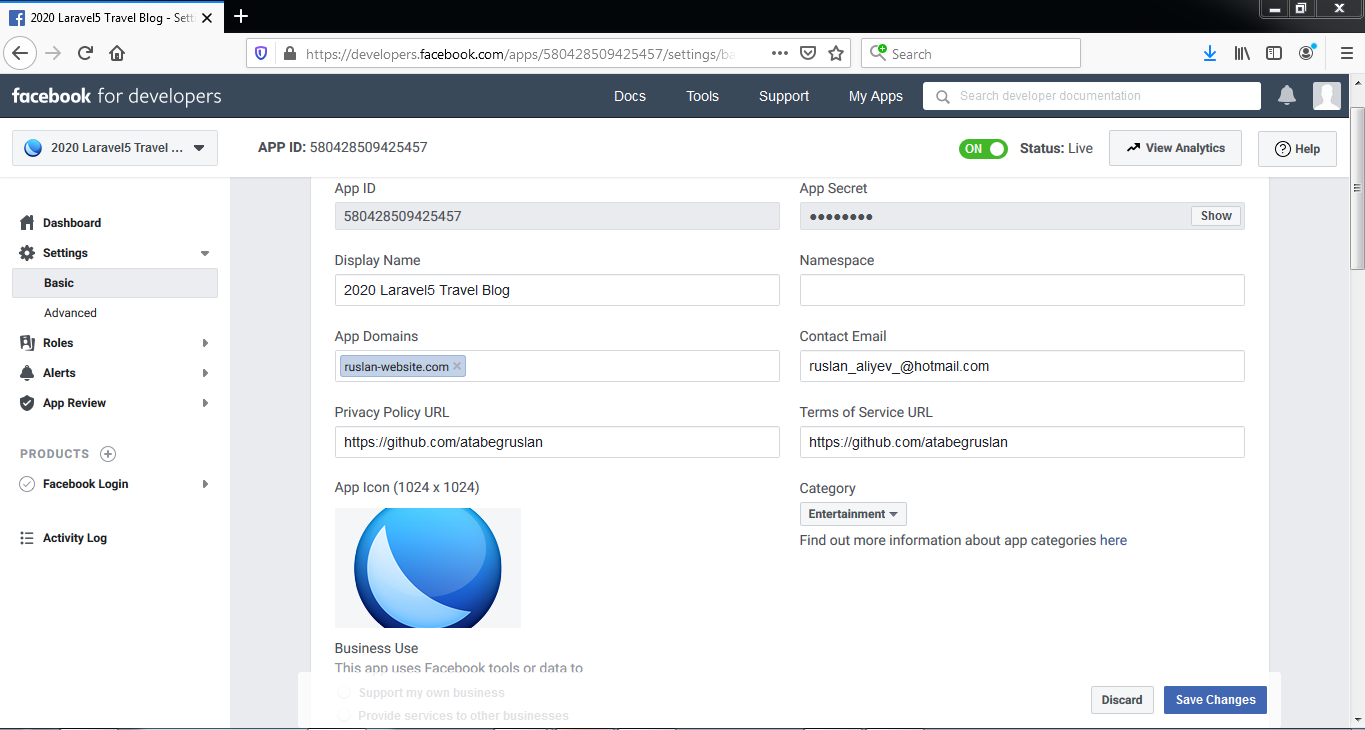 2020 Laravel5 Travel Blog - Sett
https://developers.facebook.com/apps/580428509425457/settings/ba
Search
facebook for developers
Docs
Tools
Support
My Apps
Search developer documentation
2020 Laravel5 Travel ...
APP ID: 580428509425457
ON
Status: Live
View Analytics
Help
Dashboard
Settings
Basic
Advanced
Roles
Alerts
App Review
PRODUCTS
Facebook Login
Activity Log
App ID
580428509425457
App Secret
●●●●●●●●
Show
Display Name
2020 Laravel5 Travel Blog
Namespace
App Domains
ruslan-website.com
Contact Email
ruslan_aliyev_@hotmail.com
Privacy Policy URL
https://github.com/atabegruslan
Terms of Service URL
https://github.com/atabegruslan
App Icon (1024 x 1024)
Category
Entertainment
Find out more information about app categories here
Business Use
This app uses Facebook tools or data to
Support my own business
Provide services to other businesses
Discard
Save Changes